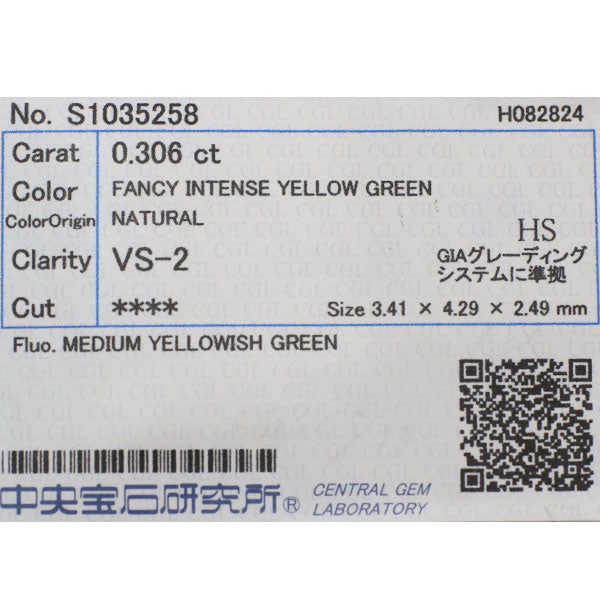 No. S1035258 H082824
Carat 0.306 ct
Color FANCY INTENSE YELLOW GREEN
ColorOrigin NATURAL
HS
Clarity VS-2 GIAグレーディング
システムに準拠
Cut **** Size 3.41 × 4.29 × 2.49 mm
Fluo. MEDIUM YELLOWISH GREEN
中央宝石研究所® CENTRAL GEM
LABORATORY